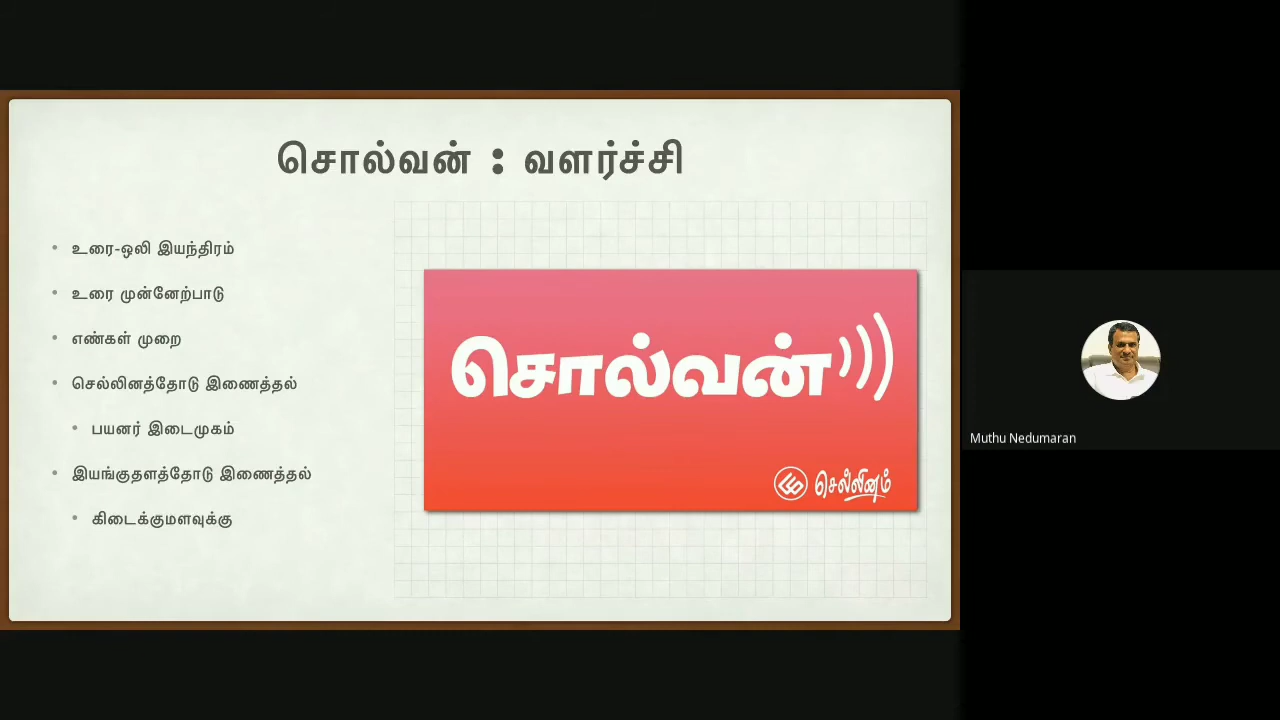 சொல்வன் : வளர்ச்சி
• உரை-ஒலி இயந்திரம்
• உரை முன்னேற்பாடு
• எண்கள் முறை
• செல்லினத்தோடு இணைத்தல்
• பயனர் இடைமுகம்
• இயங்குதளத்தோடு இணைத்தல்
• கிடைக்குமளவுக்கு
சொல்வன்
செல்லினம்
Muthu Nedumaran